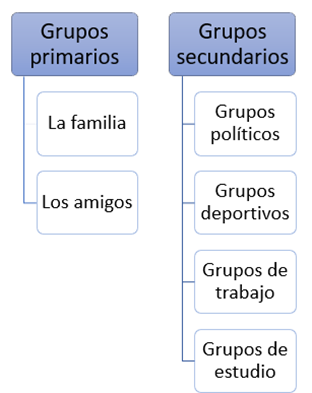 Grupos
primarios
La familia
Los amigos
Grupos
secundarios
Grupos
políticos
Grupos
deportivos
Grupos de
trabajo
Grupos de
estudio